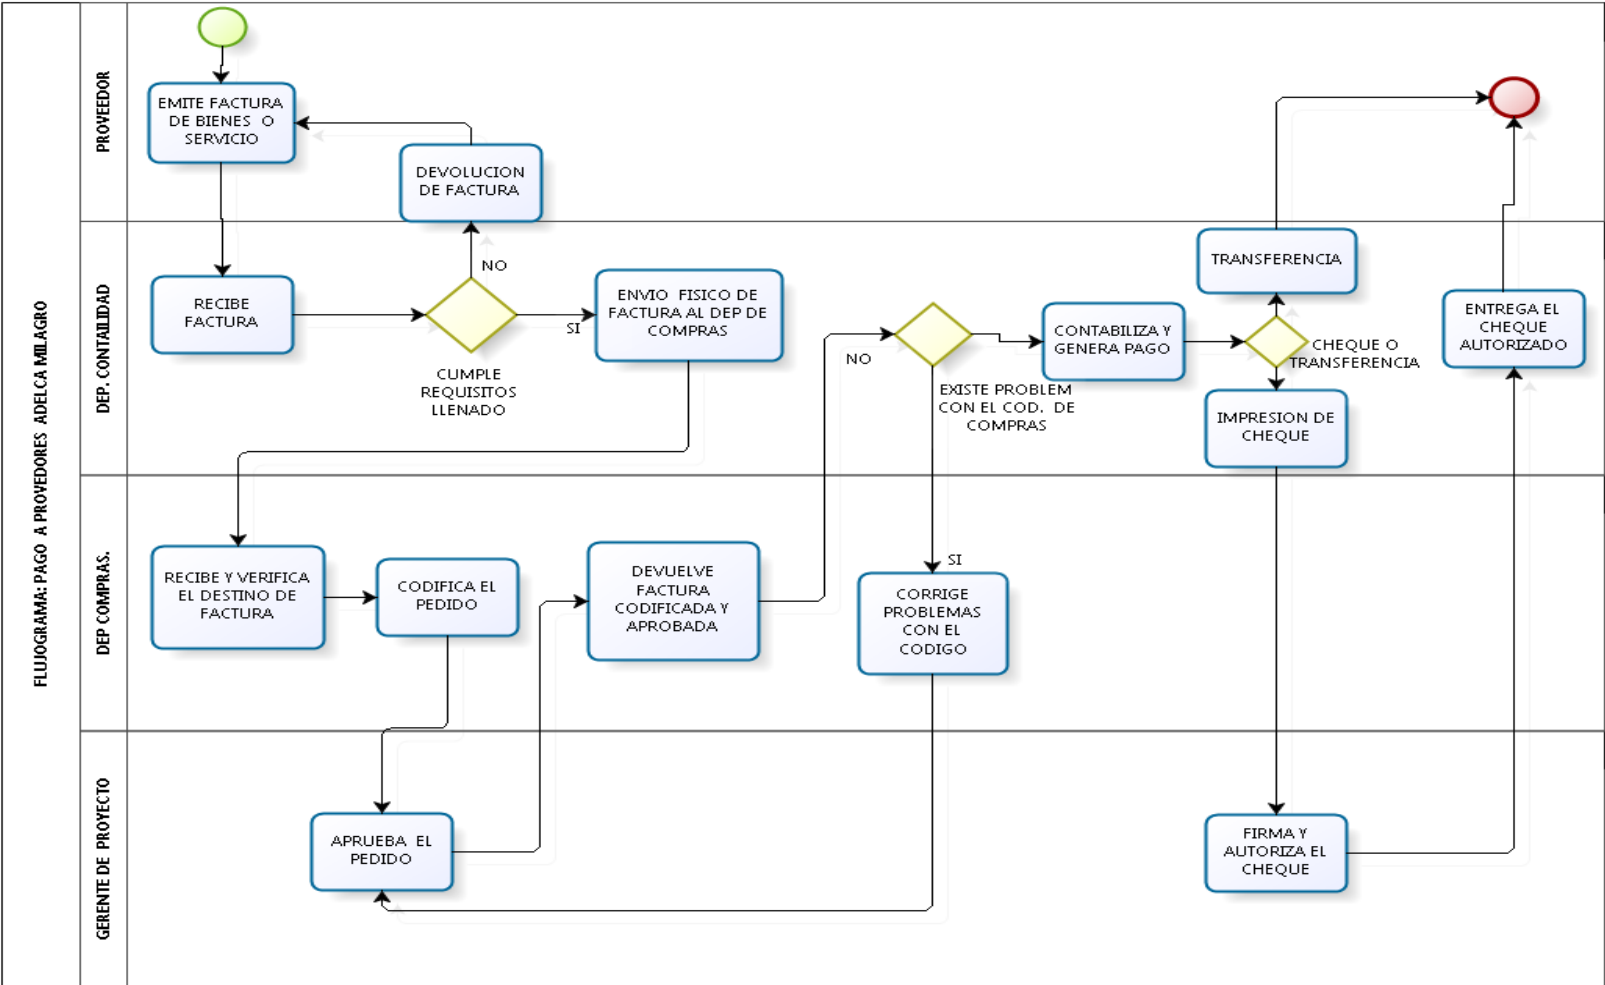 FLUJOGRAMA: PAGO A PROVEDORES ADELCA MILAGRO
PROVEEDOR
EMITE FACTURA
DE BIENES O
SERVICIO
DEVOLUCION
DE FACTURA
DEP. CONTAILIDAD
RECIBE
FACTURA
NO
SI
CUMPLE
REQUISITOS
LLENADO
ENVIO FISICO DE
FACTURA AL DEP DE
COMPRAS
NO
EXISTE PROBLEM
CON EL COD. DE
COMPRAS
CONTABILIZA Y
GENERA PAGO
TRANSFERENCIA
CHEQUE O
TRANSFERENCIA
IMPRESION DE
CHEQUE
ENTREGA EL
CHEQUE
AUTORIZADO
DEP COMPRAS.
RECIBE Y VERIFICA
EL DESTINO DE
FACTURA
CODIFICA EL
PEDIDO
DEVUELVE
FACTURA
CODIFICADA Y
APROBADA
SI
CORRIGE
PROBLEMAS
CON EL
CODIGO
GERENTE DE PROYECTO
APRUEBA EL
PEDIDO
FIRMA Y
AUTORIZA EL
CHEQUE